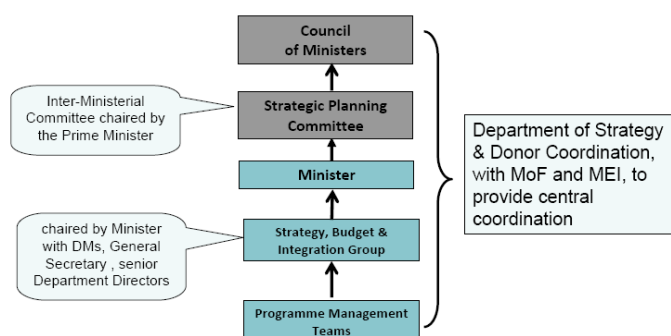 Council
of Ministers
Inter-Ministerial
Committee chaired by
the Prime Minister
Strategic Planning
Committee
Department of Strategy
& Donor Coordination,
with MoF and MEI, to
provide central
coordination
Minister
chaired by Minister
with DMs, General
Secretary , senior
Department Directors
Strategy, Budget &
Integration Group
Programme Management
Teams